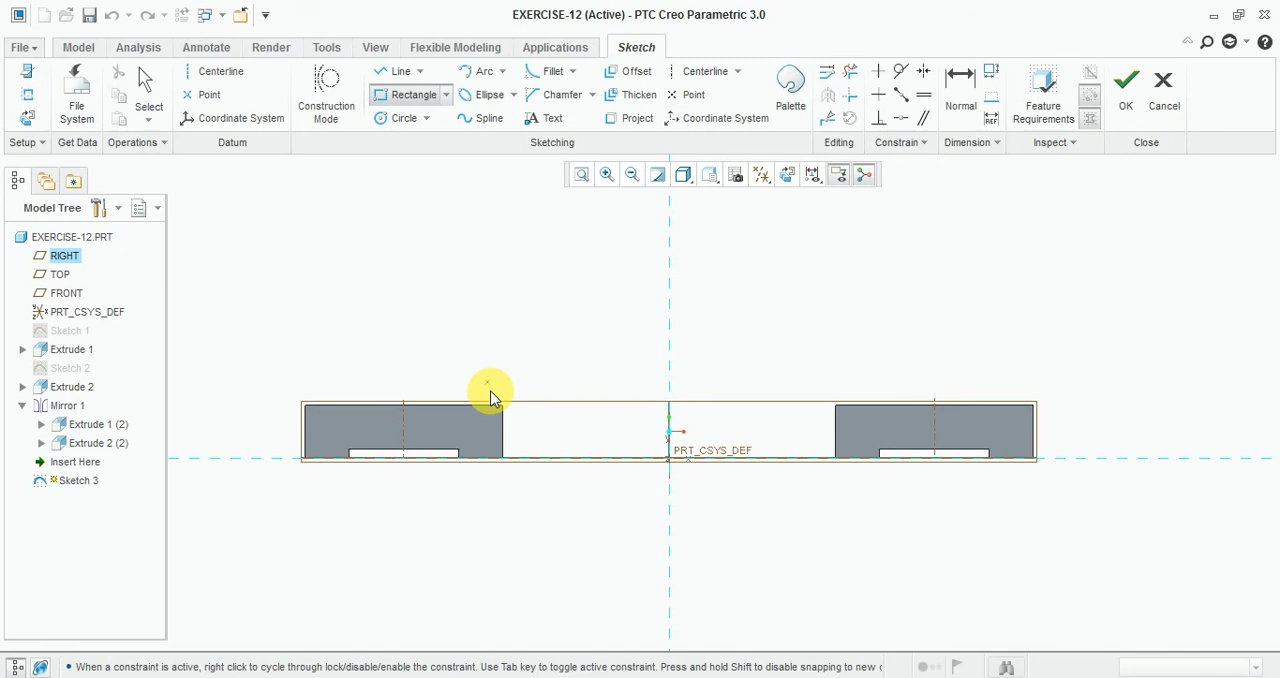 EXERCISE-12 (Active) - PTC Creo Parametric 3.0
File Model Analysis Annotate Render Tools View Flexible Modeling Applications Sketch
Centerline Line Arc Fillet Offset Centerline
Point Rectangle Ellipse Chamfer Thicken Point
Coordinate System Circle Spline Text Project Coordinate System
File System Select Construction Mode Palette Normal Feature Requirements OK Cancel
Setup Get Data Operations Datum Sketching Editing Constrain Dimension Inspect Close
Model Tree
EXERCISE-12.PRT
RIGHT
TOP
FRONT
PRT_CSYS_DEF
Sketch 1
Extrude 1
Sketch 2
Extrude 2
Mirror 1
Extrude 1 (2)
Extrude 2 (2)
Insert Here
Sketch 3
PRT_CSYS_DEF
• When a constraint is active, right click to cycle through lock/disable/enable the constraint. Use Tab key to toggle active constraint. Press and hold Shift to disable snapping to new